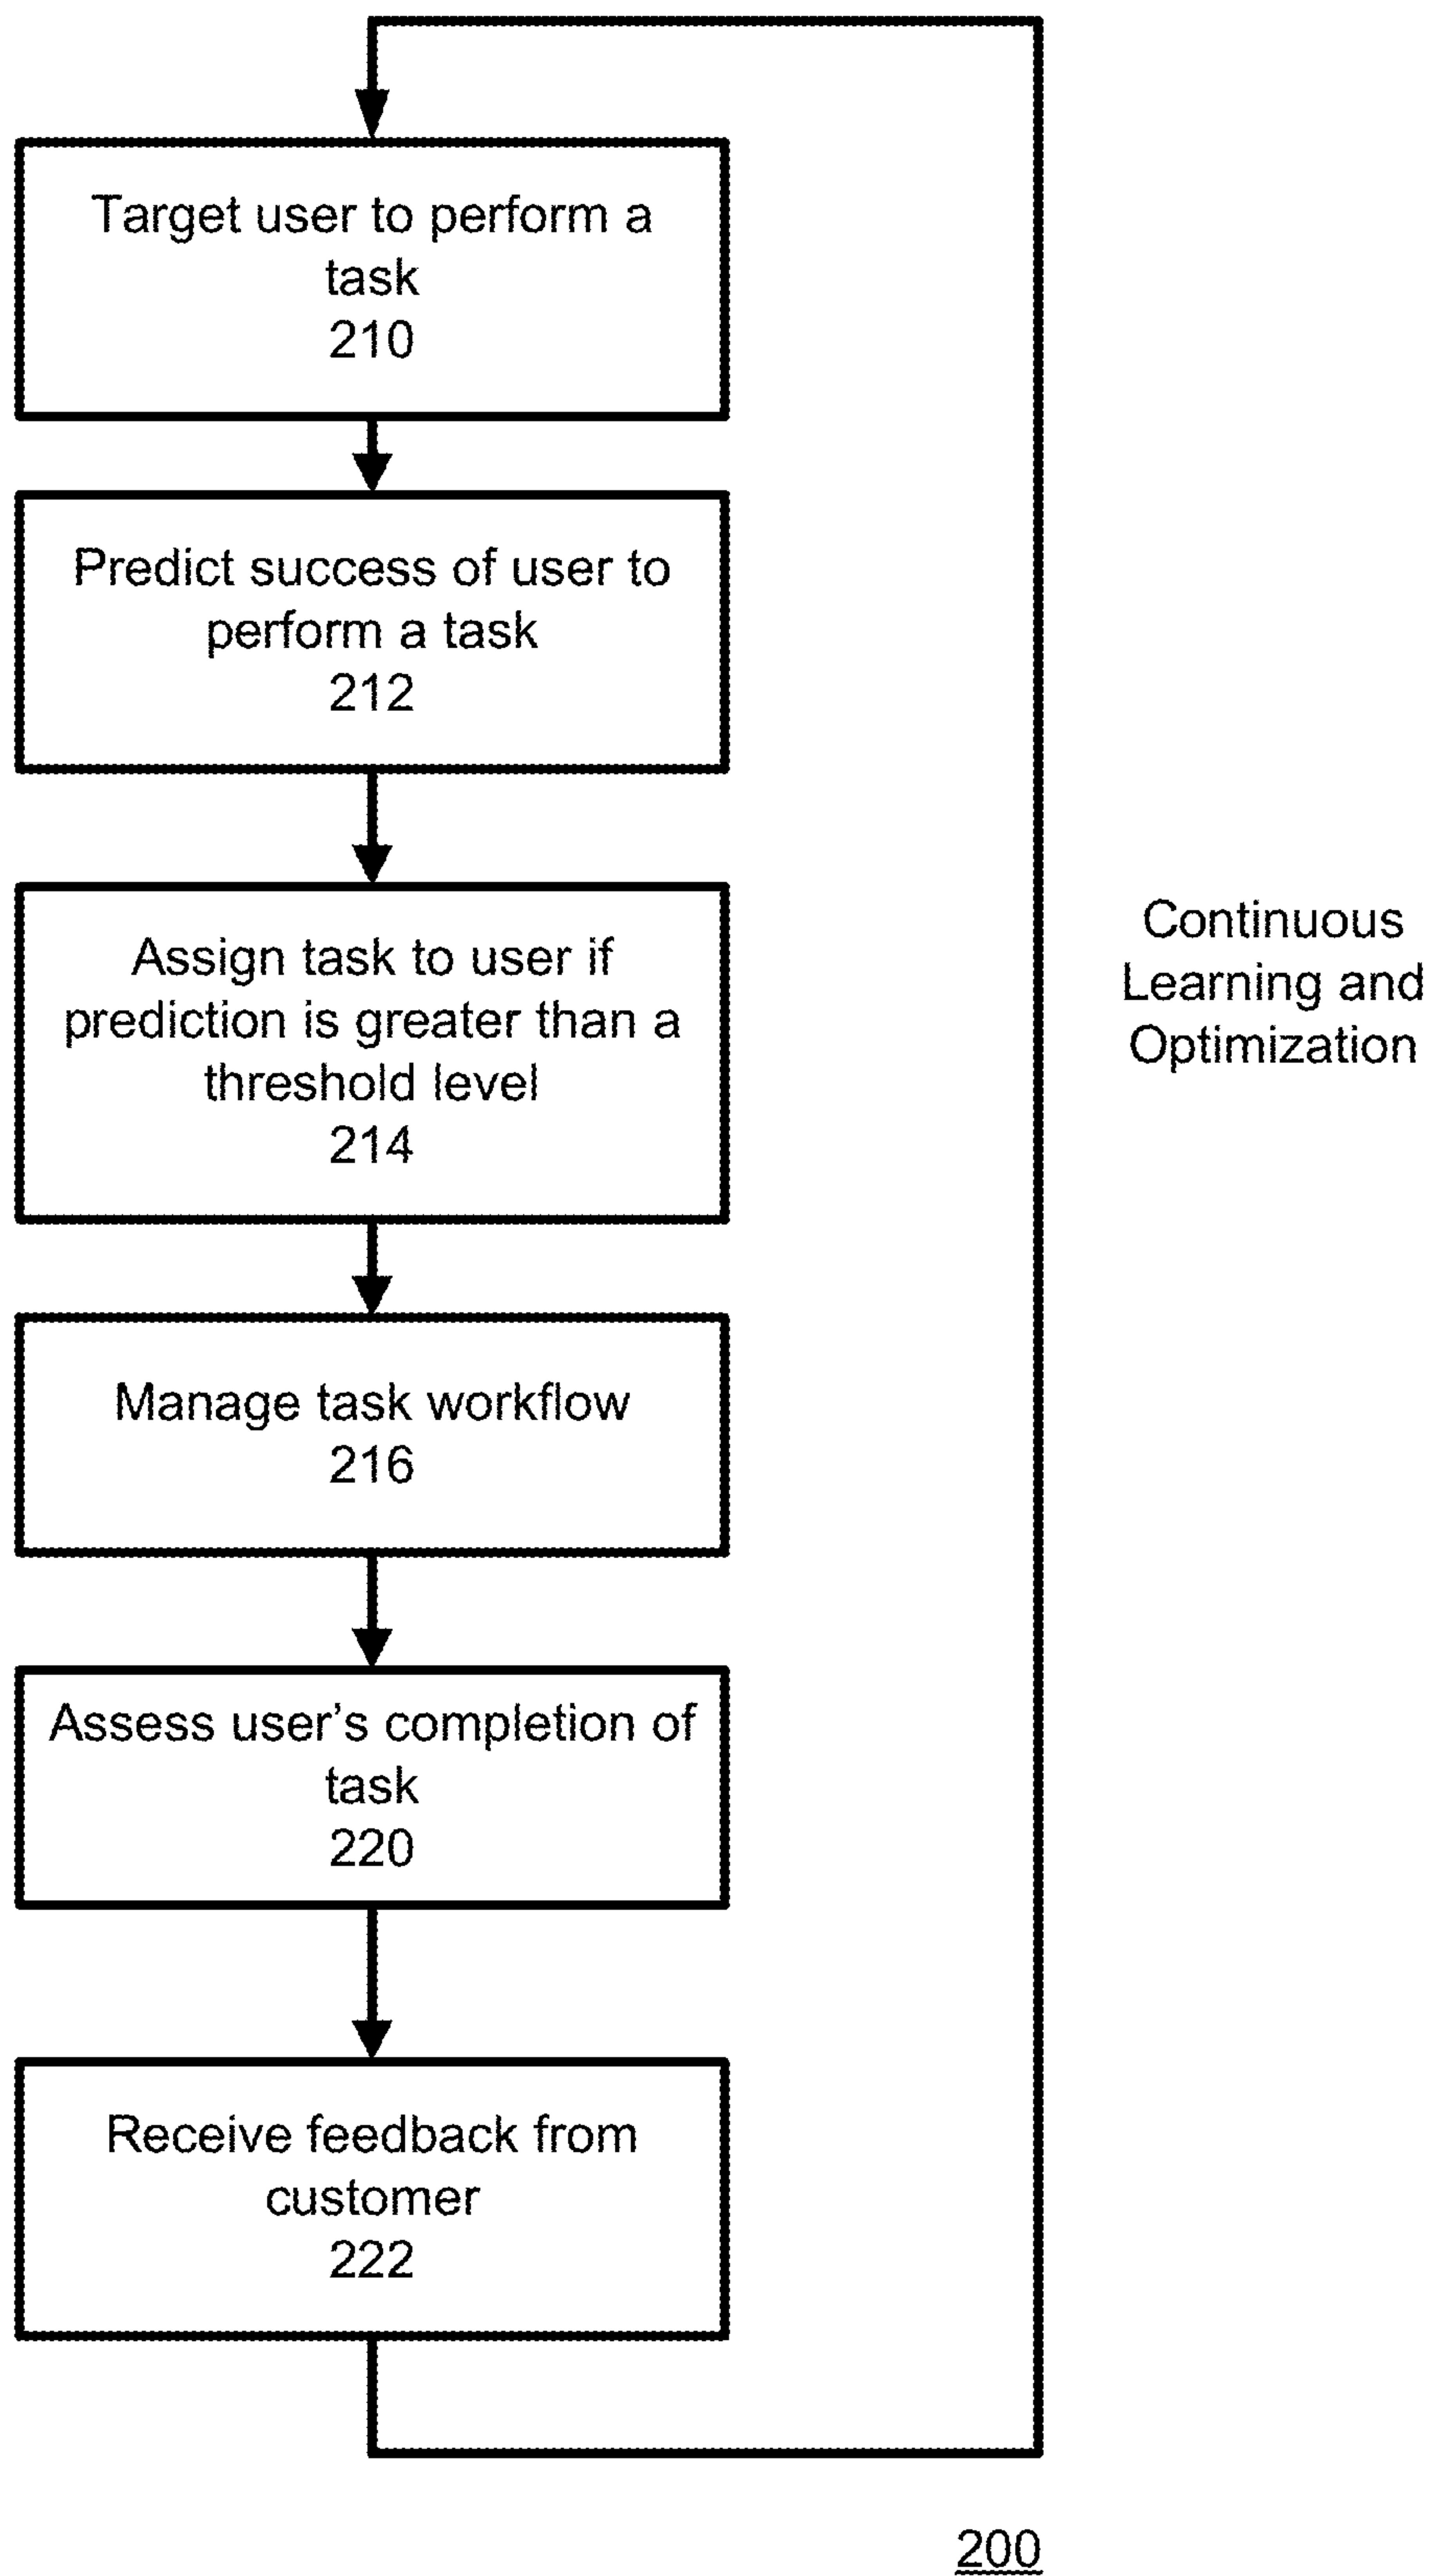 Target user to perform a
task
210
Predict success of user to
perform a task
212
Assign task to user if
prediction is greater than a
threshold level
214
Continuous
Learning and
Optimization
Manage task workflow
216
Assess user’s completion of
task
220
Receive feedback from
customer
222
200